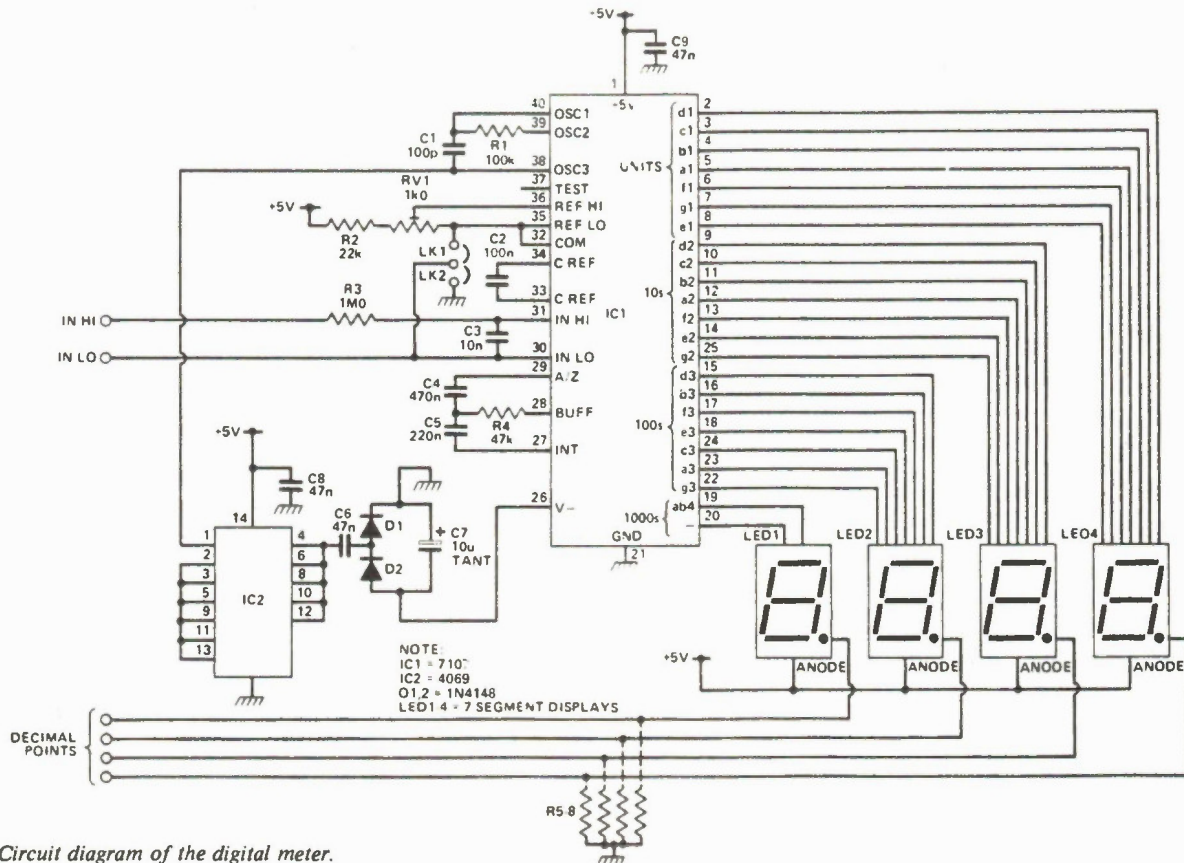 +5V
C9
47n
1
+5v
40
OSC1
39
OSC2
C1
100p
R1
100k
38
OSC3
37
TEST
RV1
1k0
36
REF HI
+5V
35
REF LO
R2
22k
32
COM
LK1
C2
100n
34
C REF
LK2
33
C REF
R3
1M0
31
IN HI
IN HI
C3
10n
30
IN LO
IN LO
29
A/Z
C4
470n
28
BUFF
C5
220n
R4
47k
27
INT
26
V−
IC1
UNITS
d1
2
c1
3
b1
4
a1
5
f1
6
g1
7
e1
8
10s
d2
9
c2
10
b2
11
a2
12
f2
13
e2
14
g2
25
100s
d3
15
b3
16
f3
17
e3
18
c3
24
a3
23
g3
22
1000s
ab4
19
−
20
GND
21
+5V
C8
47n
14
C6
47n
D1
D2
C7
+
10u
TANT
1
2
3
5
9
11
13
IC2
4
6
8
10
12
LED1
LED2
LED3
LEO4
ANODE
ANODE
ANODE
ANODE
+5V
NOTE:
IC1 = 7107
IC2 = 4069
O1,2 = 1N4148
LED1-4 = 7 SEGMENT DISPLAYS
DECIMAL
POINTS
R5-8
Circuit diagram of the digital meter.